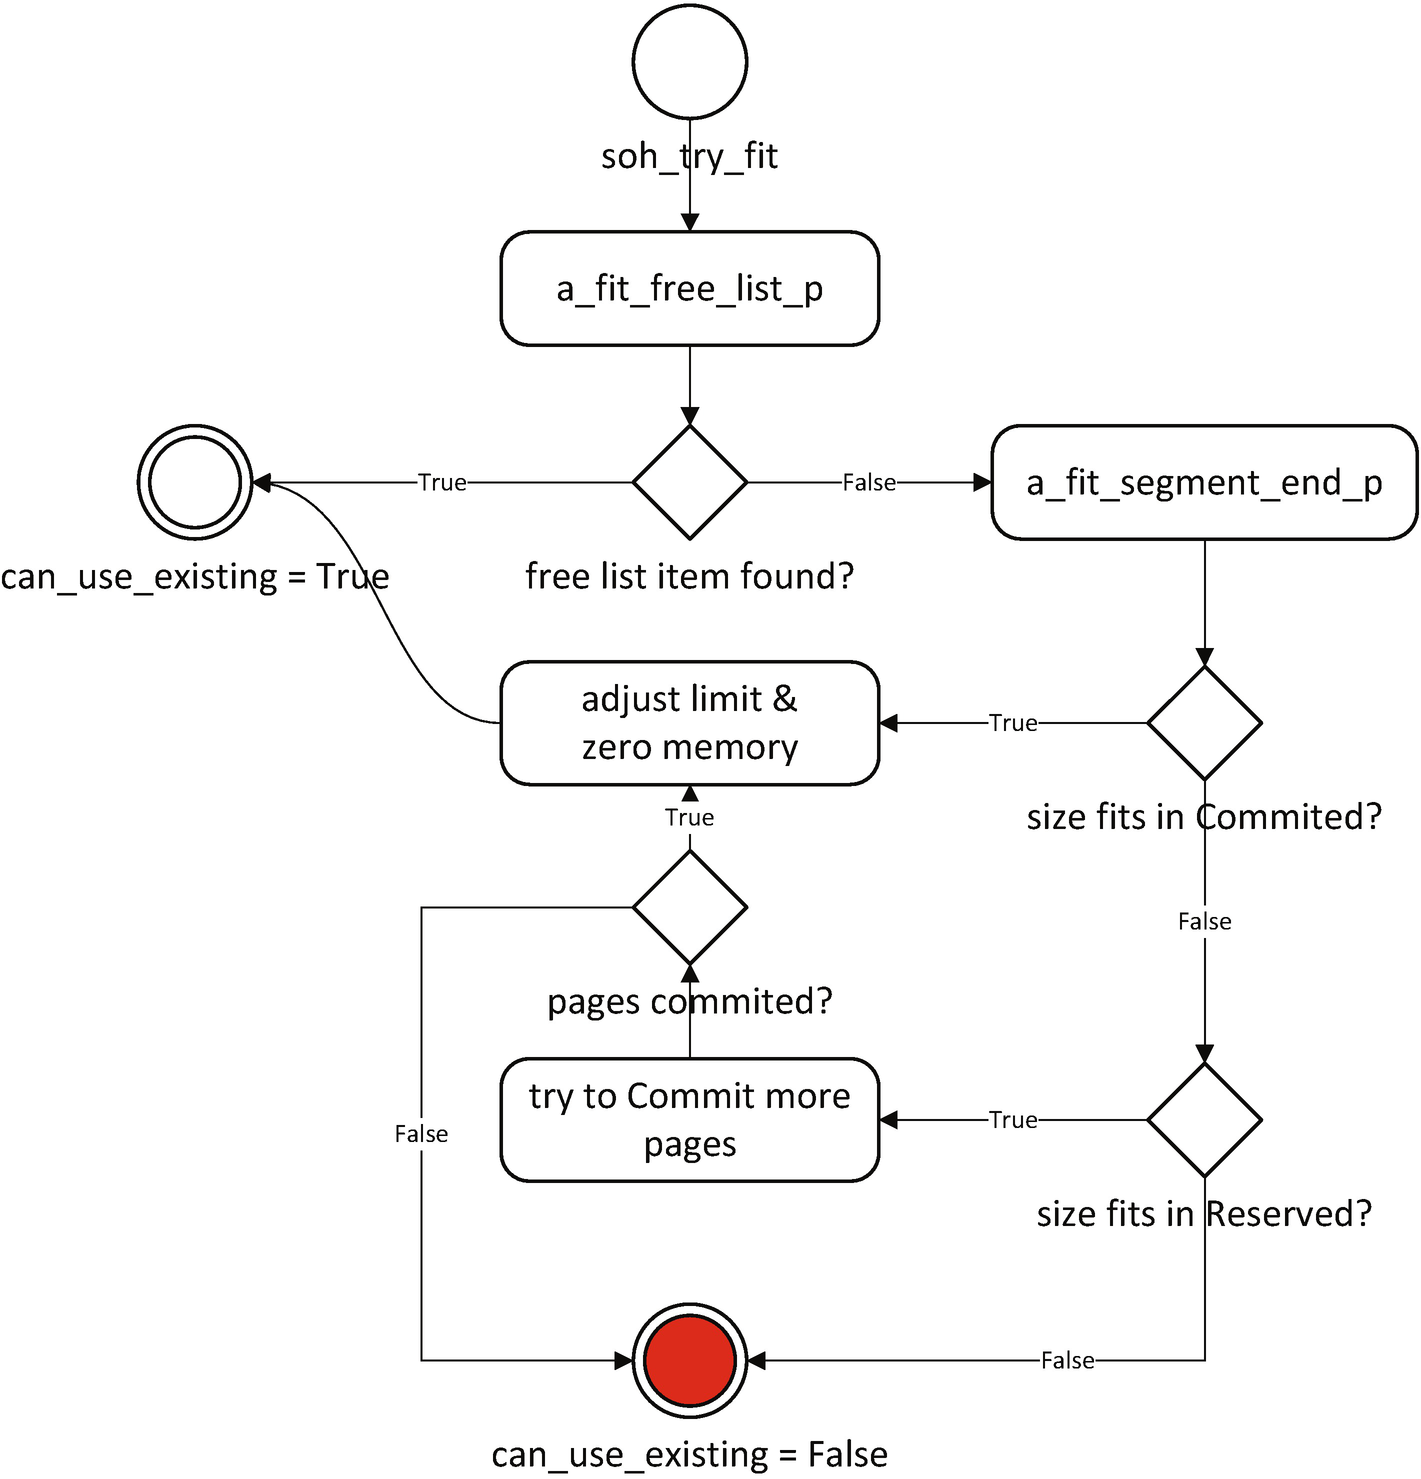 soh_try_fit
a_fit_free_list_p
True
False
a_fit_segment_end_p
can_use_existing = True
free list item found?
adjust limit &
zero memory
True
True
size fits in Commited?
False
pages commited?
try to Commit more
pages
True
False
size fits in Reserved?
False
can_use_existing = False